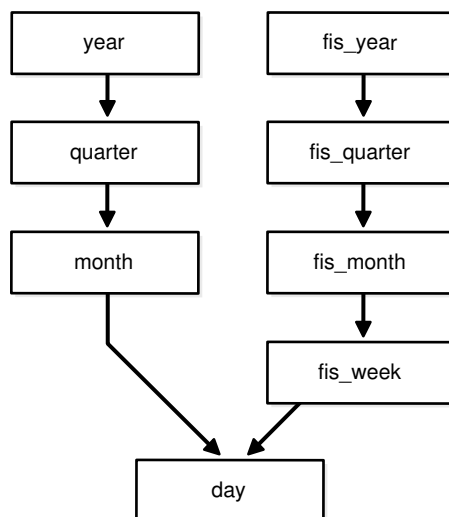 year
fis_year
quarter
fis_quarter
month
fis_month
fis_week
day